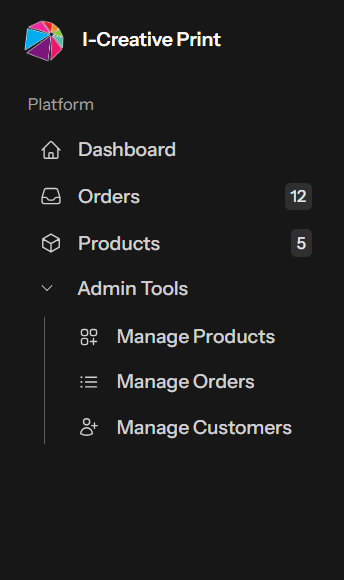 I-Creative Print
Platform
Dashboard
Orders 12
Products 5
Admin Tools
Manage Products
Manage Orders
Manage Customers